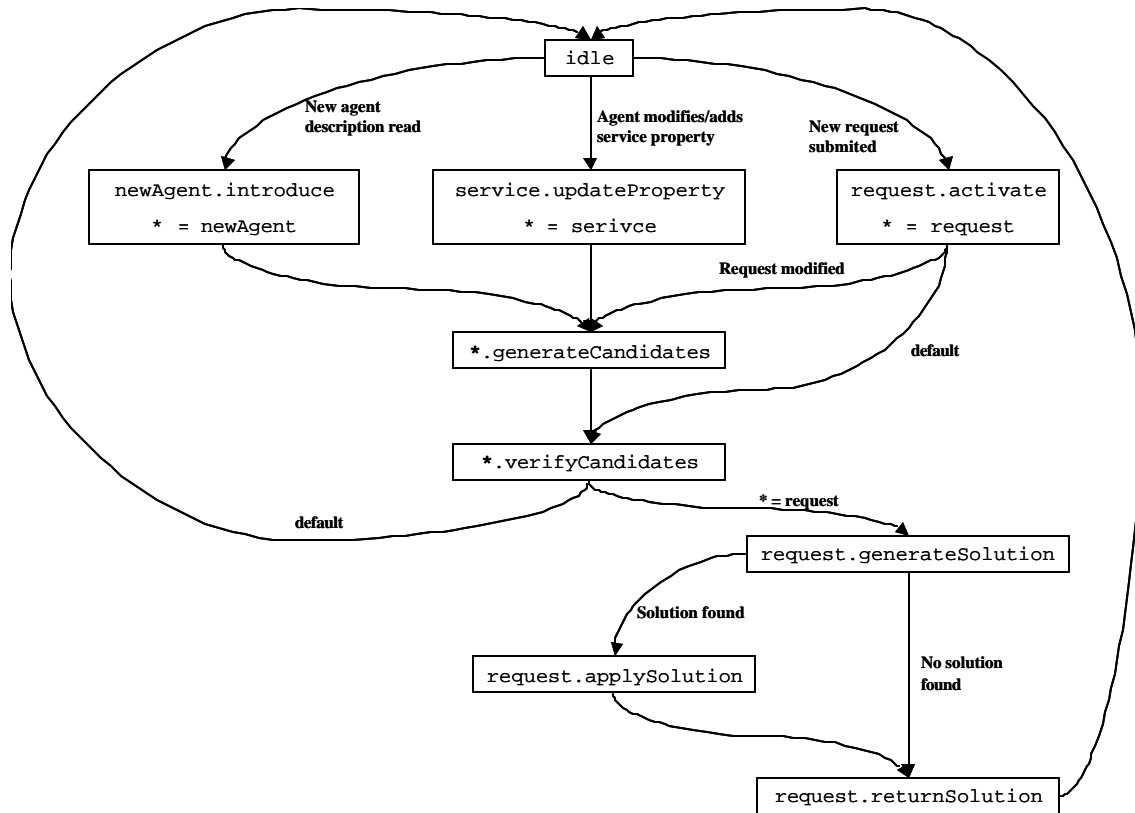 idle
New agent
description read
Agent modifies/adds
service property
New request
submited
newAgent.introduce
* = newAgent
service.updateProperty
* = serivce
request.activate
* = request
Request modified
*.generateCandidates
default
*.verifyCandidates
default
* = request
request.generateSolution
Solution found
No solution
found
request.applySolution
request.returnSolution